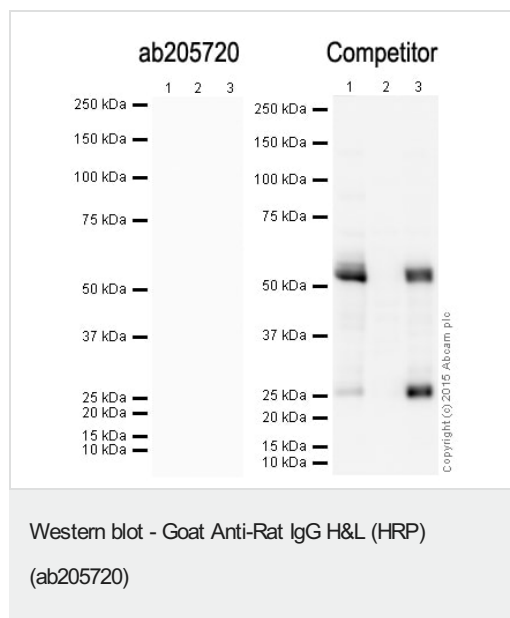 ab205720
Competitor
1 2 3
1 2 3
250 kDa
150 kDa
100 kDa
75 kDa
50 kDa
37 kDa
25 kDa
20 kDa
15 kDa
10 kDa
250 kDa
150 kDa
100 kDa
75 kDa
50 kDa
37 kDa
25 kDa
20 kDa
15 kDa
10 kDa
Copyright (c) 2015 Abcam plc
Western blot - Goat Anti-Rat IgG H&L (HRP)
(ab205720)